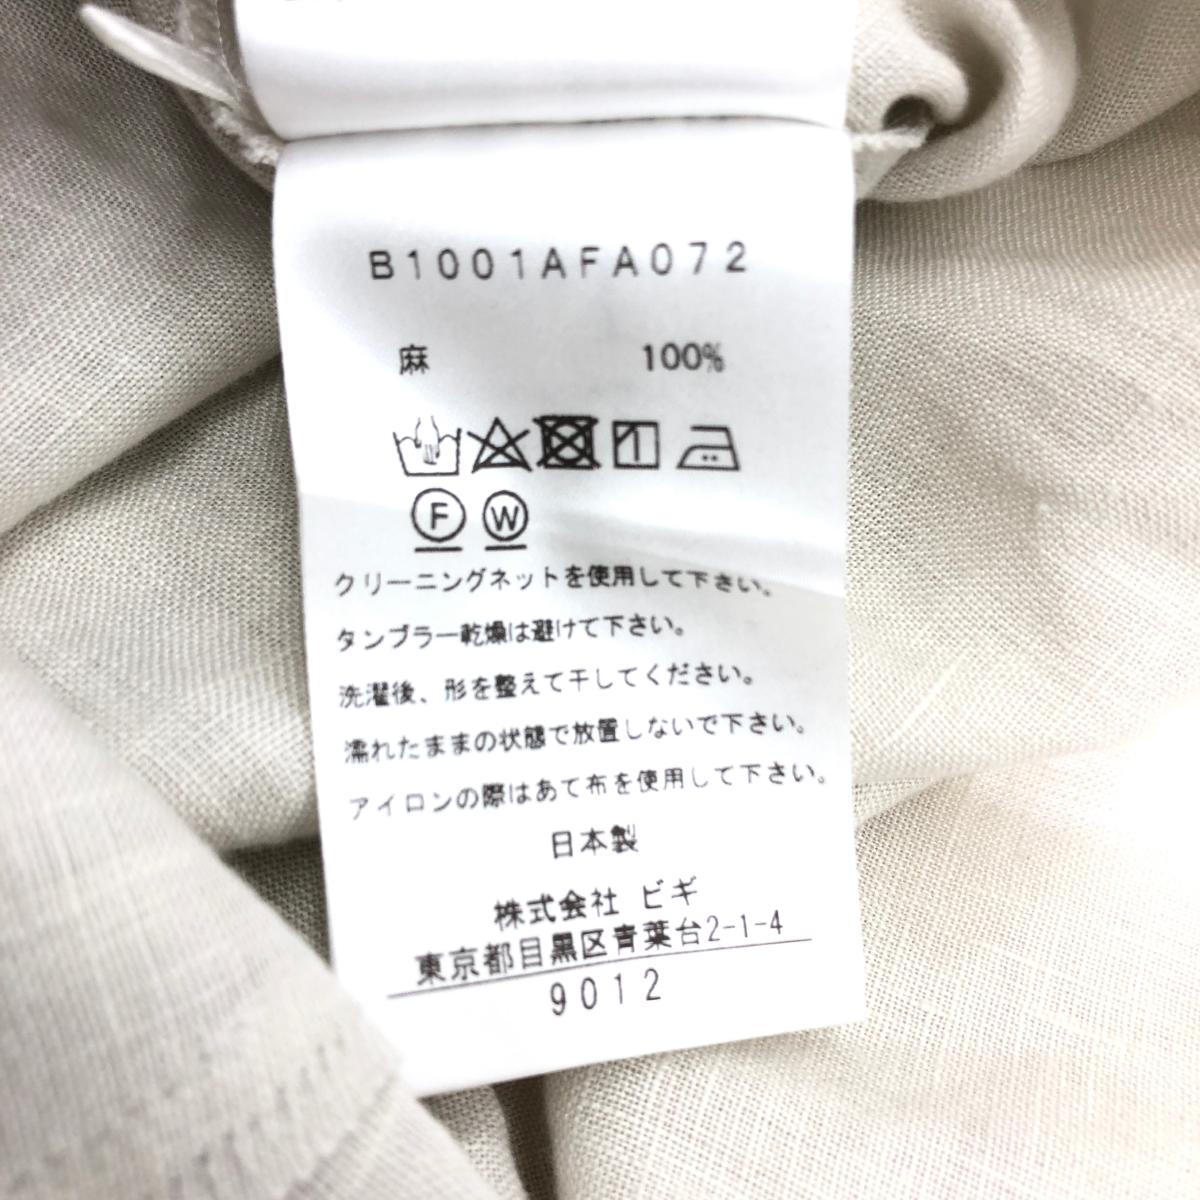 B1001AFA072
麻 100%
F W
クリーニングネットを使用して下さい。
タンブラー乾燥は避けて下さい。
洗濯後、形を整えて干してください。
濡れたままの状態で放置しないで下さい。
アイロンの際はあて布を使用して下さい。
日本製
株式会社 ビギ
東京都目黒区青葉台2-1-4
9012